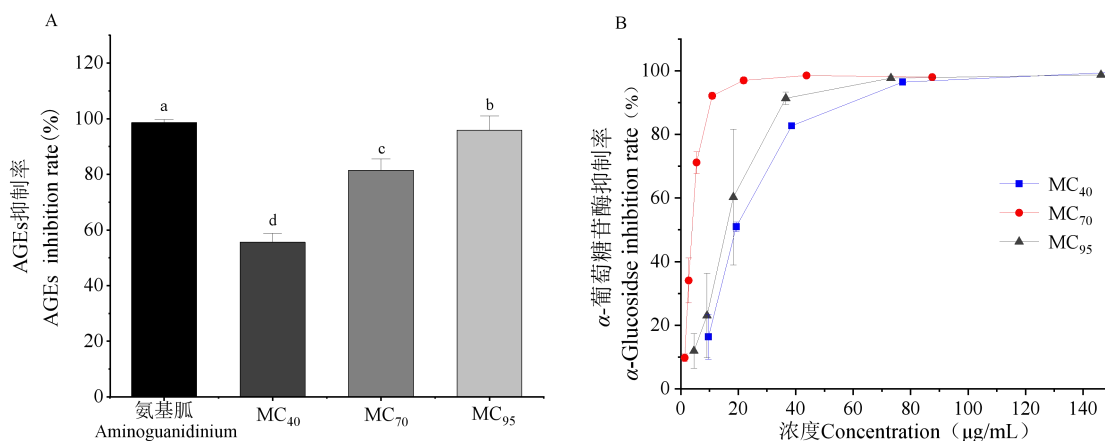 A
AGEs抑制率
AGEs inhibition rate(%)
120
100
80
60
40
20
0
a
d
c
b
氨基胍
Aminoguanidinium
MC40
MC70
MC95
B
α-葡萄糖苷酶抑制率
α-Glucosidse inhibition rate（%）
100
80
60
40
20
0
MC40
MC70
MC95
0 20 40 60 80 100 120 140
浓度Concentration（μg/mL）